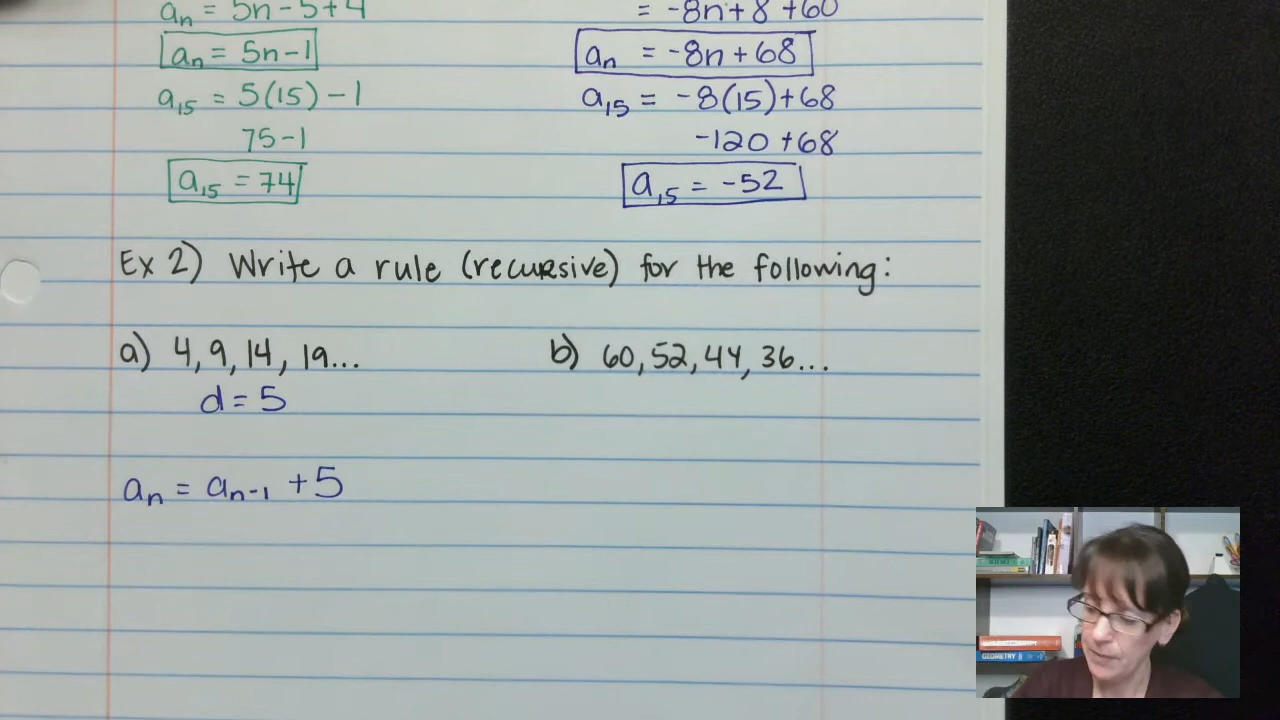 aₙ = 5n-5+4
aₙ = 5n-1
a₁₅ = 5(15) - 1
75-1
a₁₅ = 74
= -8n+8+60
aₙ = -8n+68
a₁₅ = -8(15)+68
-120+68
a₁₅ = -52
Ex 2) Write a rule (recursive) for the following:
a) 4, 9, 14, 19...
d = 5
aₙ = aₙ₋₁ +5
b) 60, 52, 44, 36...
GEOMETRY